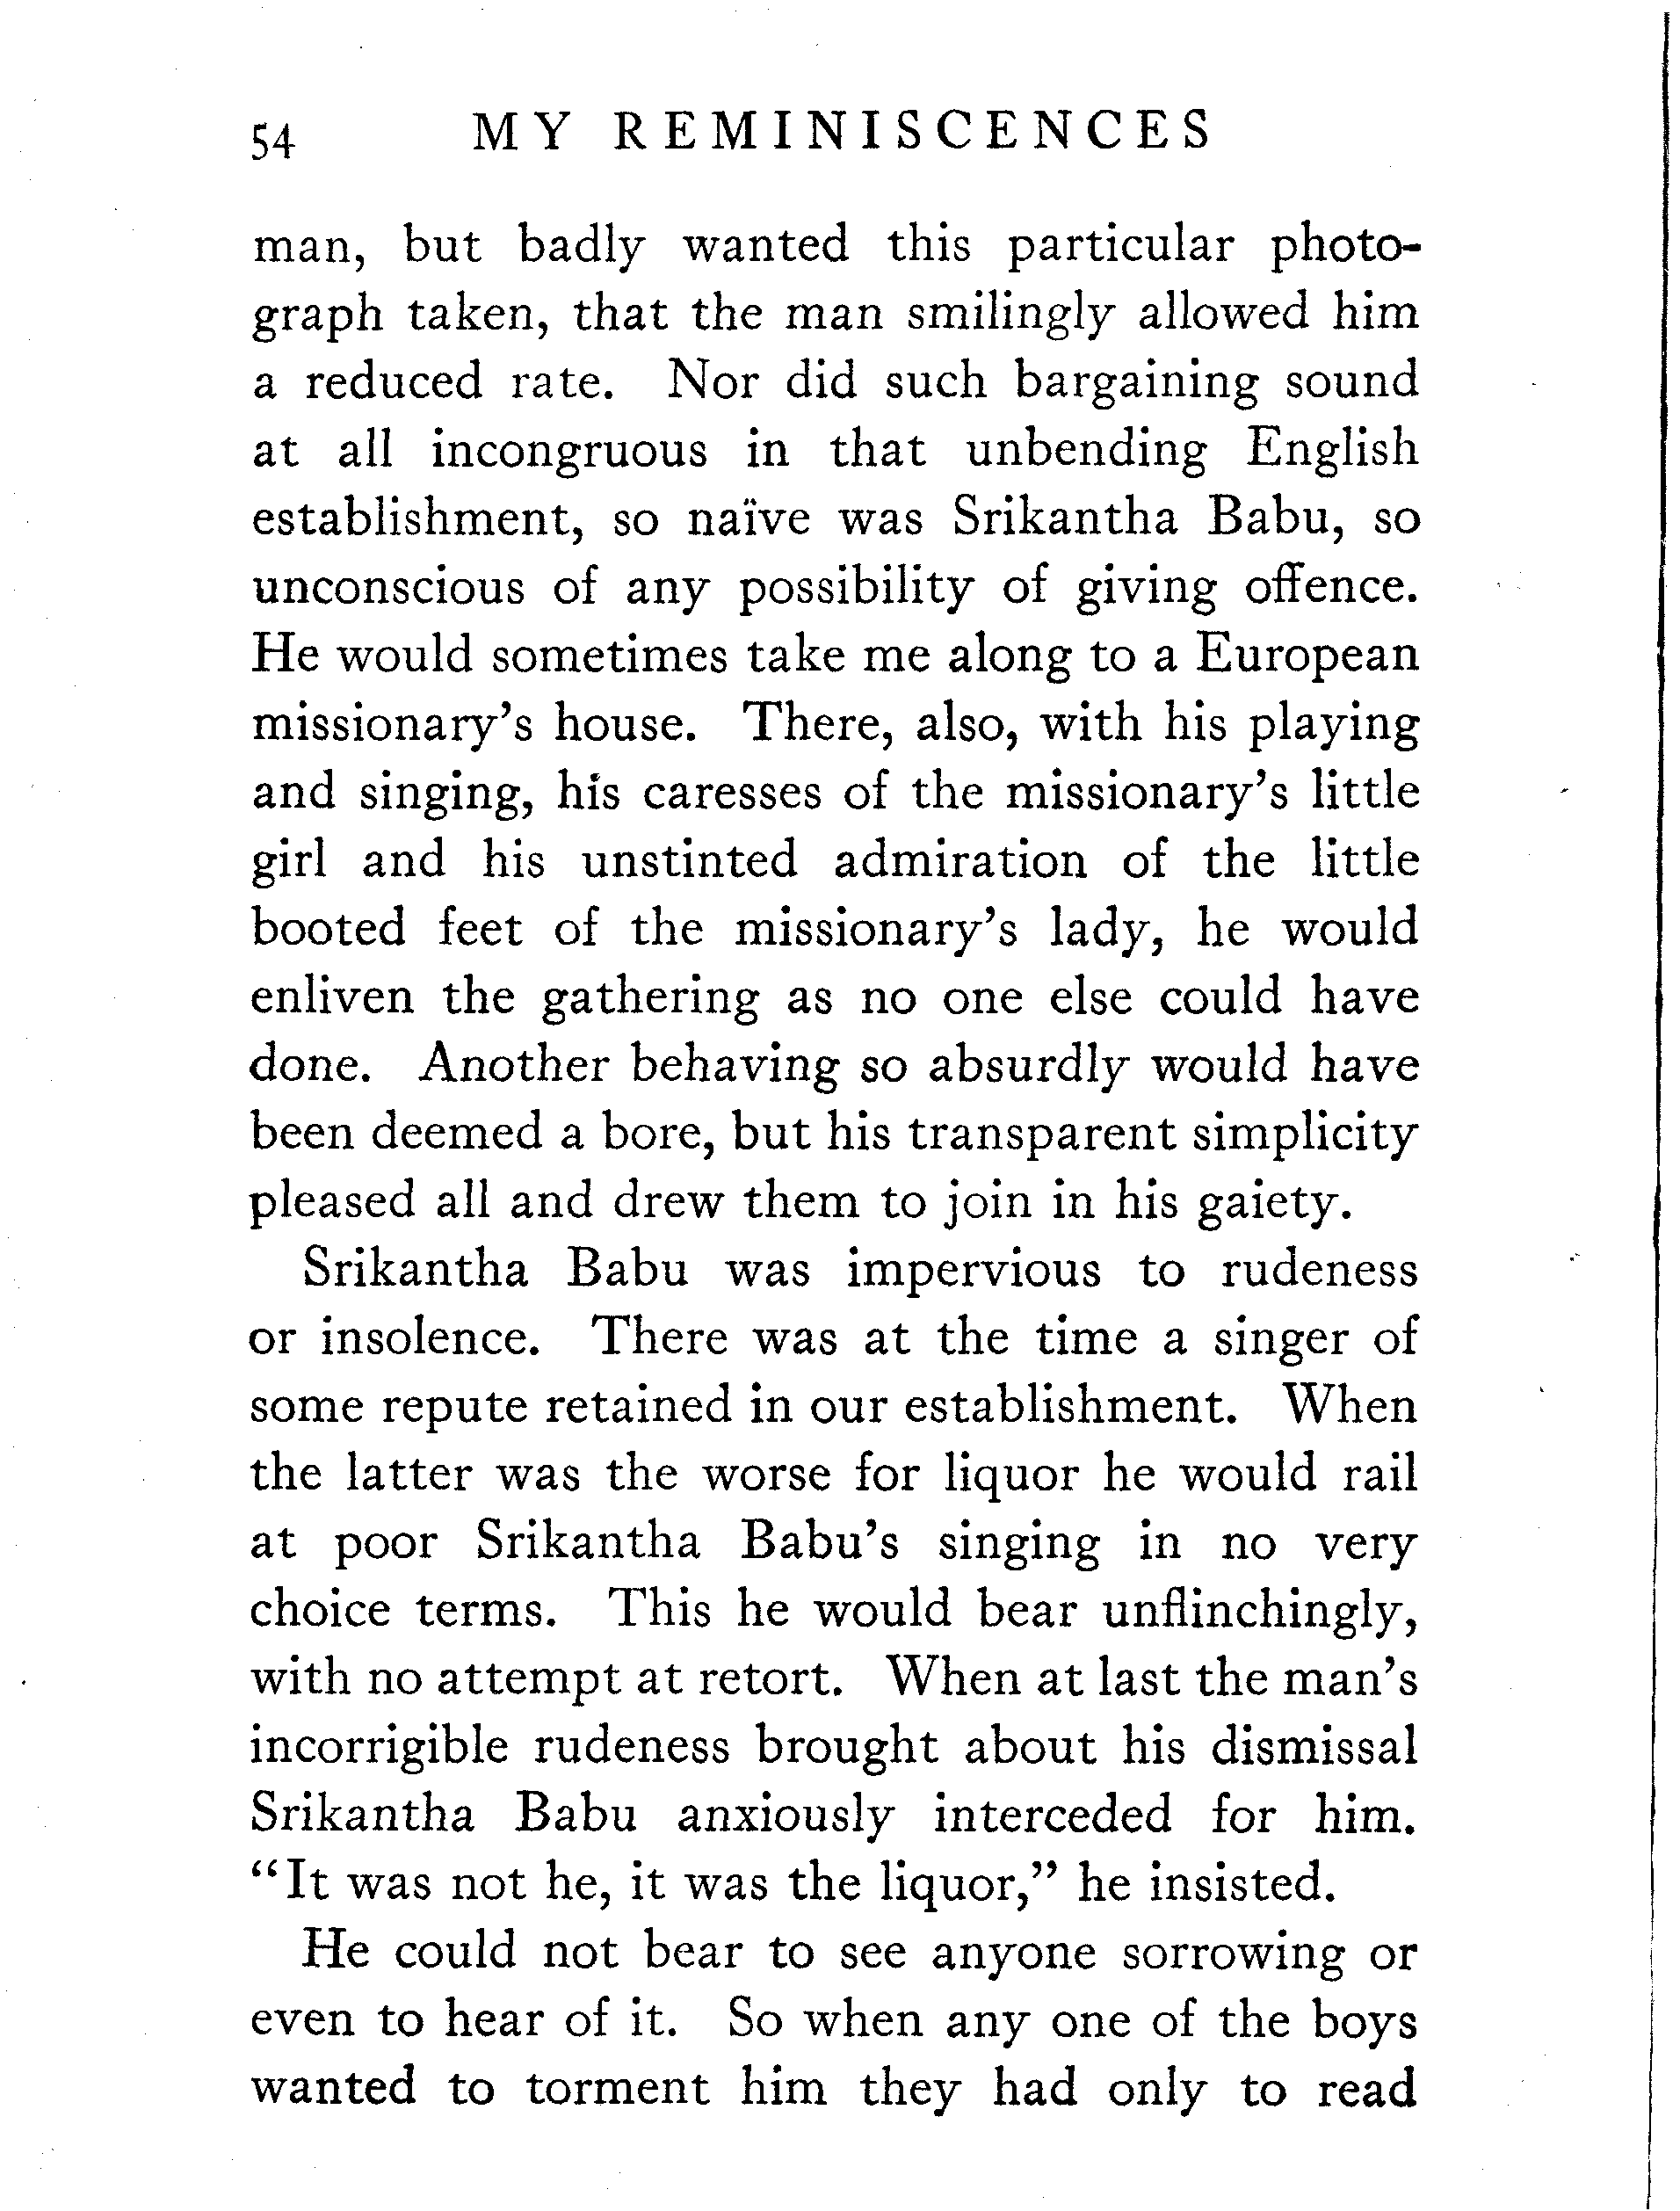 54 MY REMINISCENCES
man, but badly wanted this particular photo-
graph taken, that the man smilingly allowed him
a reduced rate. Nor did such bargaining sound
at all incongruous in that unbending English
establishment, so naïve was Srikantha Babu, so
unconscious of any possibility of giving offence.
He would sometimes take me along to a European
missionary’s house. There, also, with his playing
and singing, his caresses of the missionary’s little
girl and his unstinted admiration of the little
booted feet of the missionary’s lady, he would
enliven the gathering as no one else could have
done. Another behaving so absurdly would have
been deemed a bore, but his transparent simplicity
pleased all and drew them to join in his gaiety.
Srikantha Babu was impervious to rudeness
or insolence. There was at the time a singer of
some repute retained in our establishment. When
the latter was the worse for liquor he would rail
at poor Srikantha Babu’s singing in no very
choice terms. This he would bear unflinchingly,
with no attempt at retort. When at last the man’s
incorrigible rudeness brought about his dismissal
Srikantha Babu anxiously interceded for him.
“It was not he, it was the liquor,” he insisted.
He could not bear to see anyone sorrowing or
even to hear of it. So when any one of the boys
wanted to torment him they had only to read